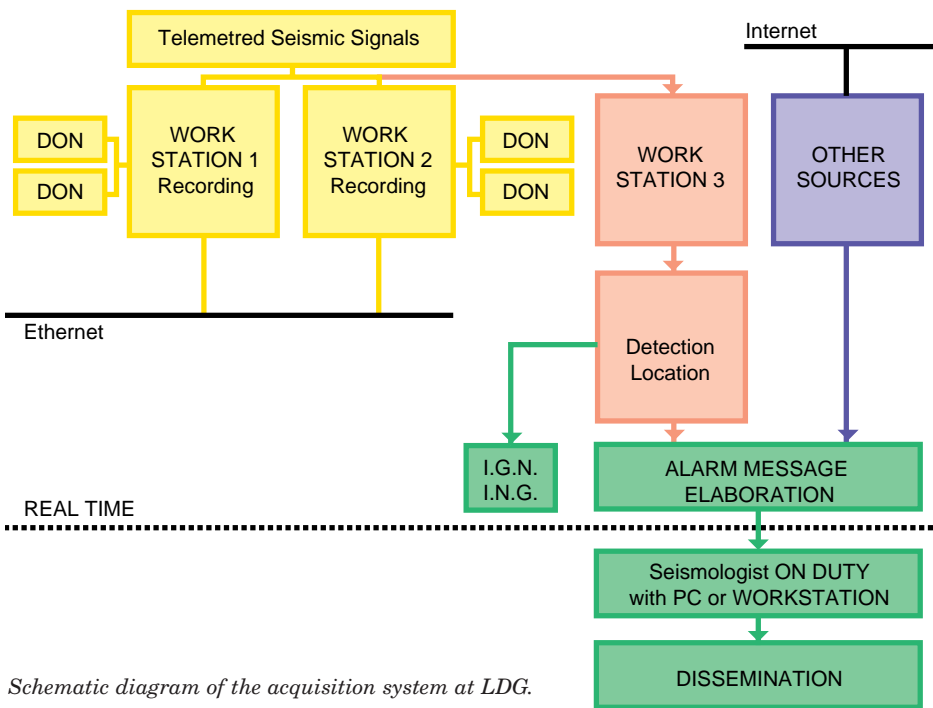 Telemetred Seismic Signals
Internet
DON
DON
WORK
STATION 1
Recording
WORK
STATION 2
Recording
DON
DON
WORK
STATION 3
OTHER
SOURCES
Ethernet
Detection
Location
I.G.N.
I.N.G.
ALARM MESSAGE
ELABORATION
REAL TIME
Seismologist ON DUTY
with PC or WORKSTATION
DISSEMINATION
Schematic diagram of the acquisition system at LDG.